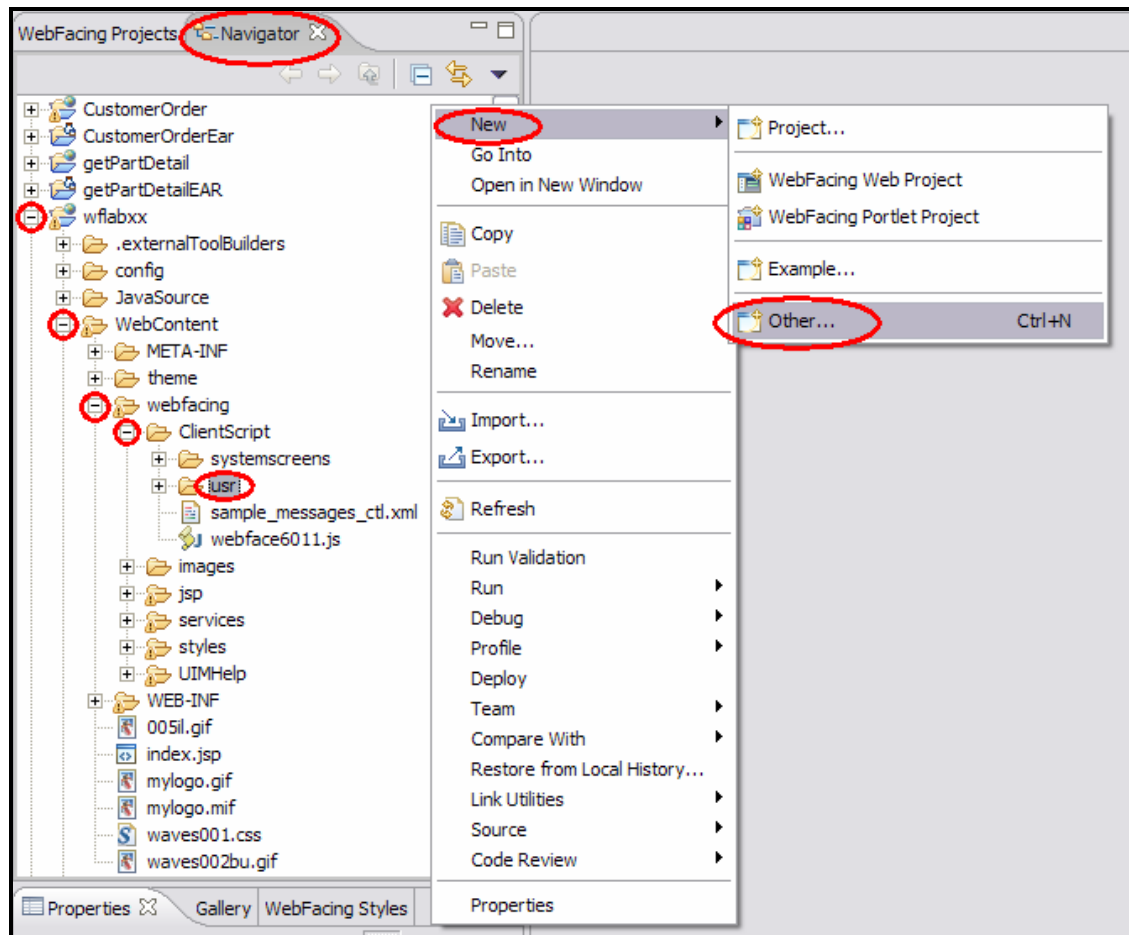 WebFacing Projects
Navigator
CustomerOrder
CustomerOrderEar
getPartDetail
getPartDetailEAR
wflabxx
.externalToolBuilders
config
JavaSource
WebContent
META-INF
theme
webfacing
ClientScript
systemscreens
usr
sample_messages_ctl.xml
webface6011.js
images
jsp
services
styles
UIMHelp
WEB-INF
005il.gif
index.jsp
mylogo.gif
mylogo.mif
waves001.css
waves002bu.gif
Properties Gallery WebFacing Styles
New
Go Into
Open in New Window
Copy
Paste
Delete
Move...
Rename
Import...
Export...
Refresh
Run Validation
Run
Debug
Profile
Deploy
Team
Compare With
Restore from Local History...
Link Utilities
Source
Code Review
Properties
Project...
WebFacing Web Project
WebFacing Portlet Project
Example...
Other... Ctrl+N